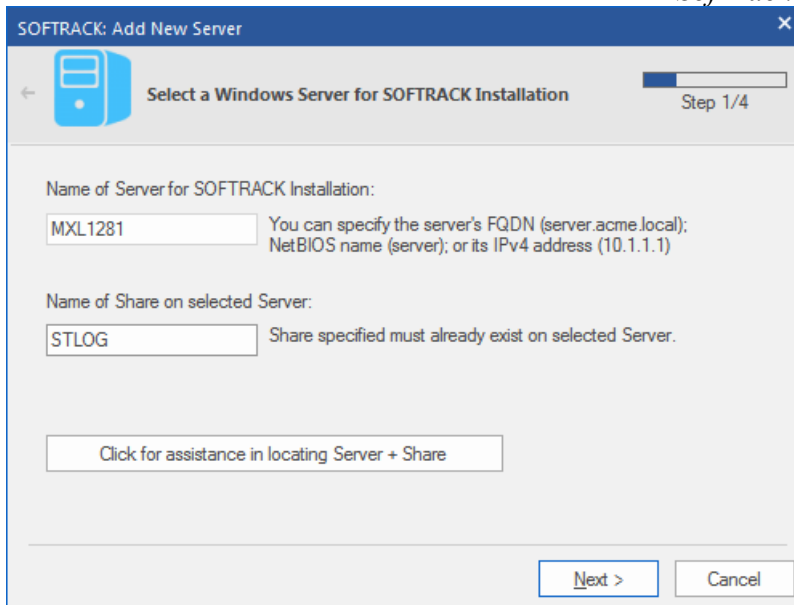 SOFTRACK: Add New Server
Select a Windows Server for SOFTRACK Installation
Step 1/4
Name of Server for SOFTRACK Installation:
MXL1281
You can specify the server's FQDN (server.acme.local);
NetBIOS name (server); or its IPv4 address (10.1.1.1)
Name of Share on selected Server:
STLOG
Share specified must already exist on selected Server.
Click for assistance in locating Server + Share
Next >
Cancel